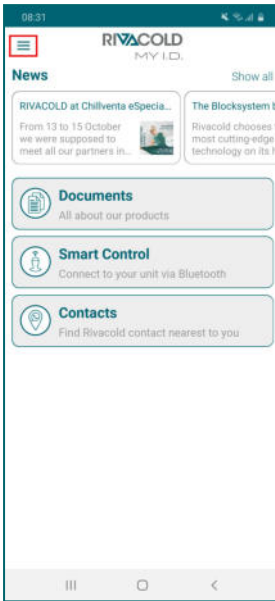 08:31
RIVACOLD
MY I.D.
News
Show all
RIVACOLD at Chillventa eSpecia...
From 13 to 15 October
we were supposed to
meet all our partners in...
The Blocksystem b
Rivacold chooses
most cutting-edge
technology on its
Documents
All about our products
Smart Control
Connect to your unit via Bluetooth
Contacts
Find Rivacold contact nearest to you